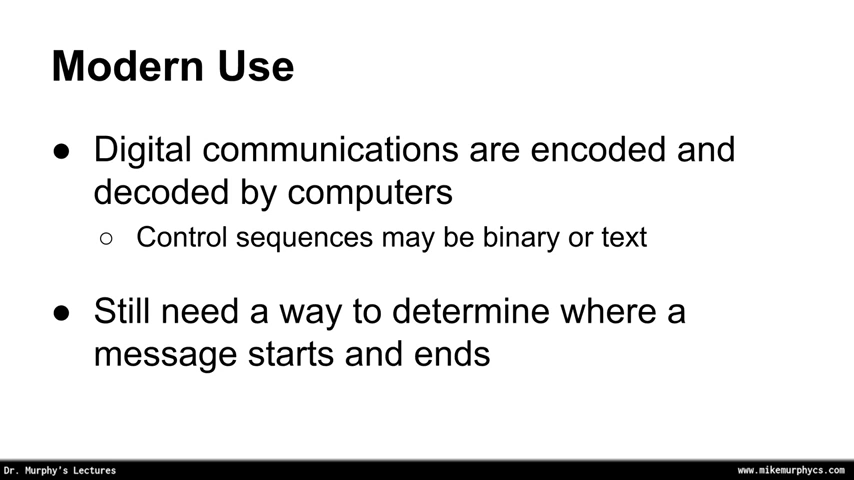 Modern Use
● Digital communications are encoded and
decoded by computers
○ Control sequences may be binary or text
● Still need a way to determine where a
message starts and ends
Dr. Murphy's Lectures
www.mikemurphycs.com